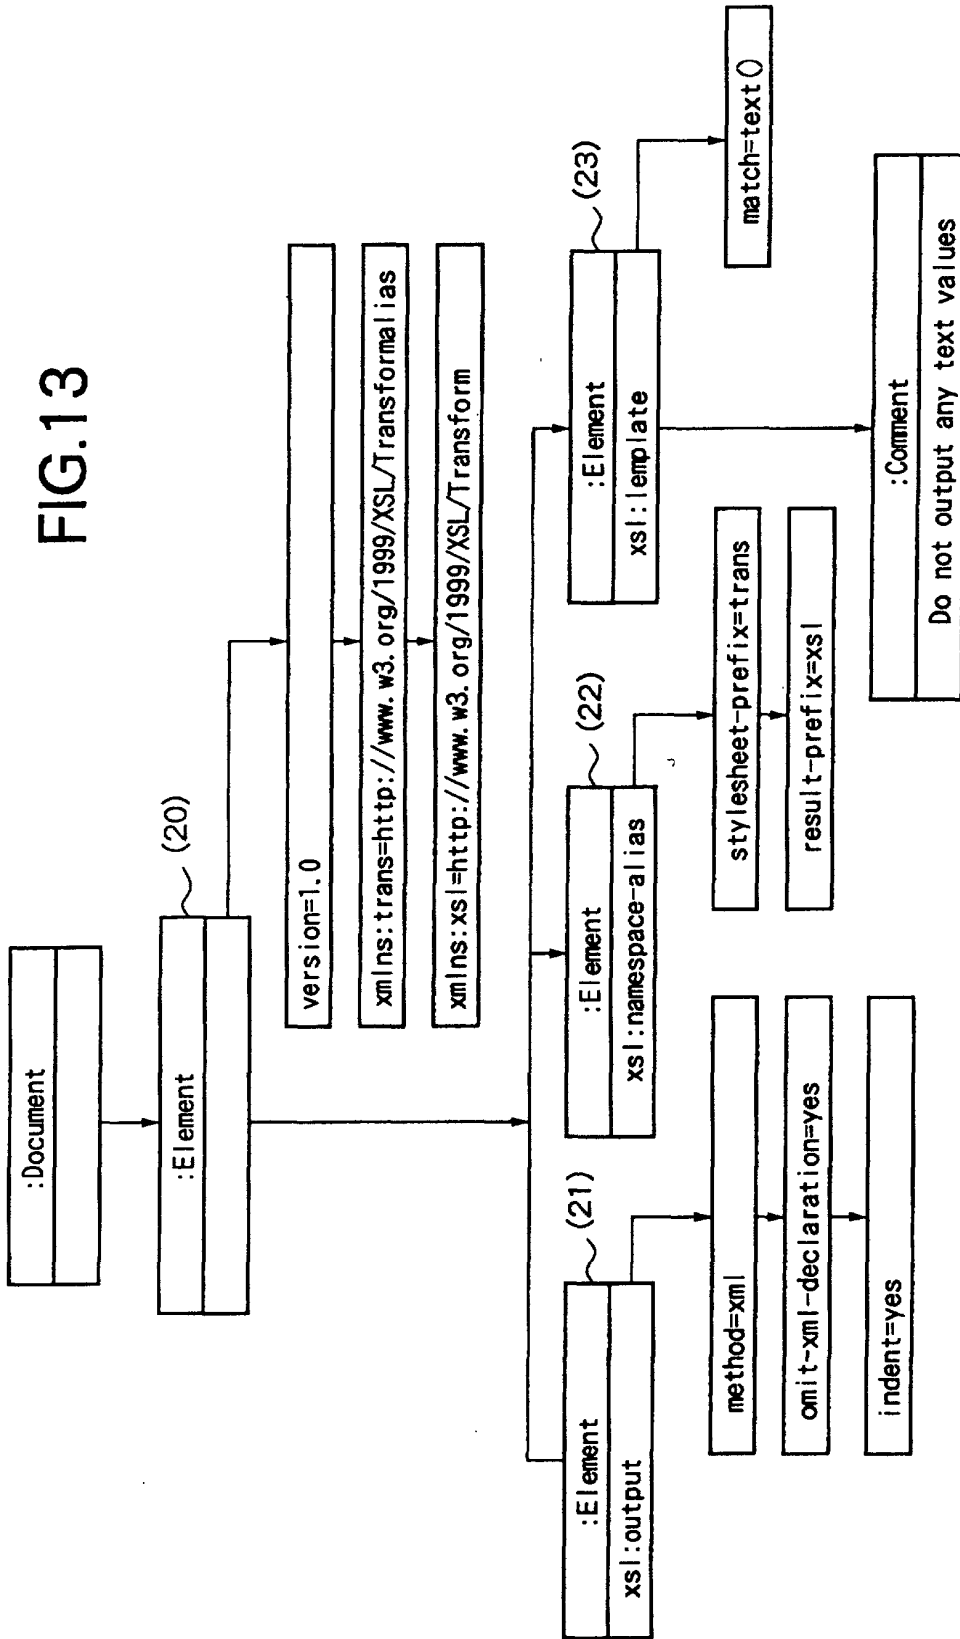 FIG.13
:Document
:Element
(20)
version=1.0
xmlns:trans=http://www.w3.org/1999/XSL/Transformalias
xmlns:xsl=http://www.w3.org/1999/XSL/Transform
:Element
xsl:output
(21)
method=xml
omit-xml-declaration=yes
indent=yes
:Element
xsl:namespace-alias
(22)
stylesheet-prefix=trans
result-prefix=xsl
:Element
xsl:lemplate
(23)
match=text()
:Comment
Do not output any text values